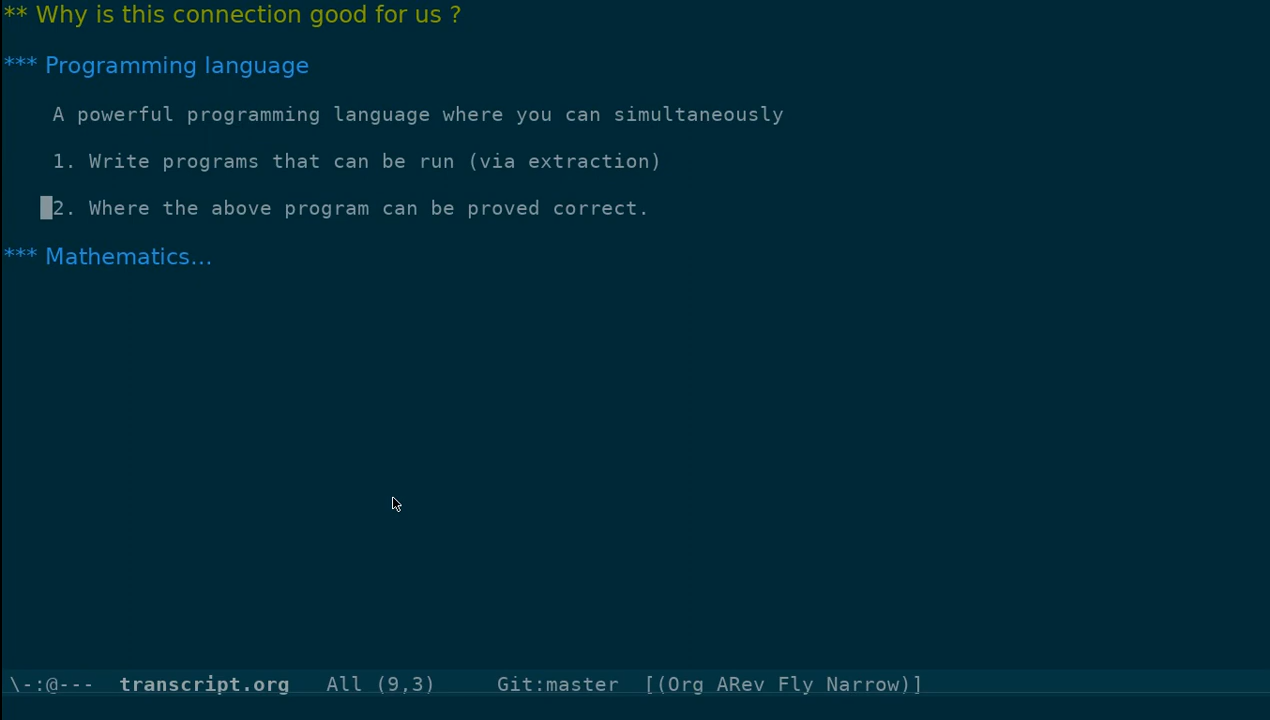 ** Why is this connection good for us ?
*** Programming language
A powerful programming language where you can simultaneously
1. Write programs that can be run (via extraction)
2. Where the above program can be proved correct.
*** Mathematics...
\-:@--- transcript.org All (9,3) Git:master [(Org ARev Fly Narrow)]